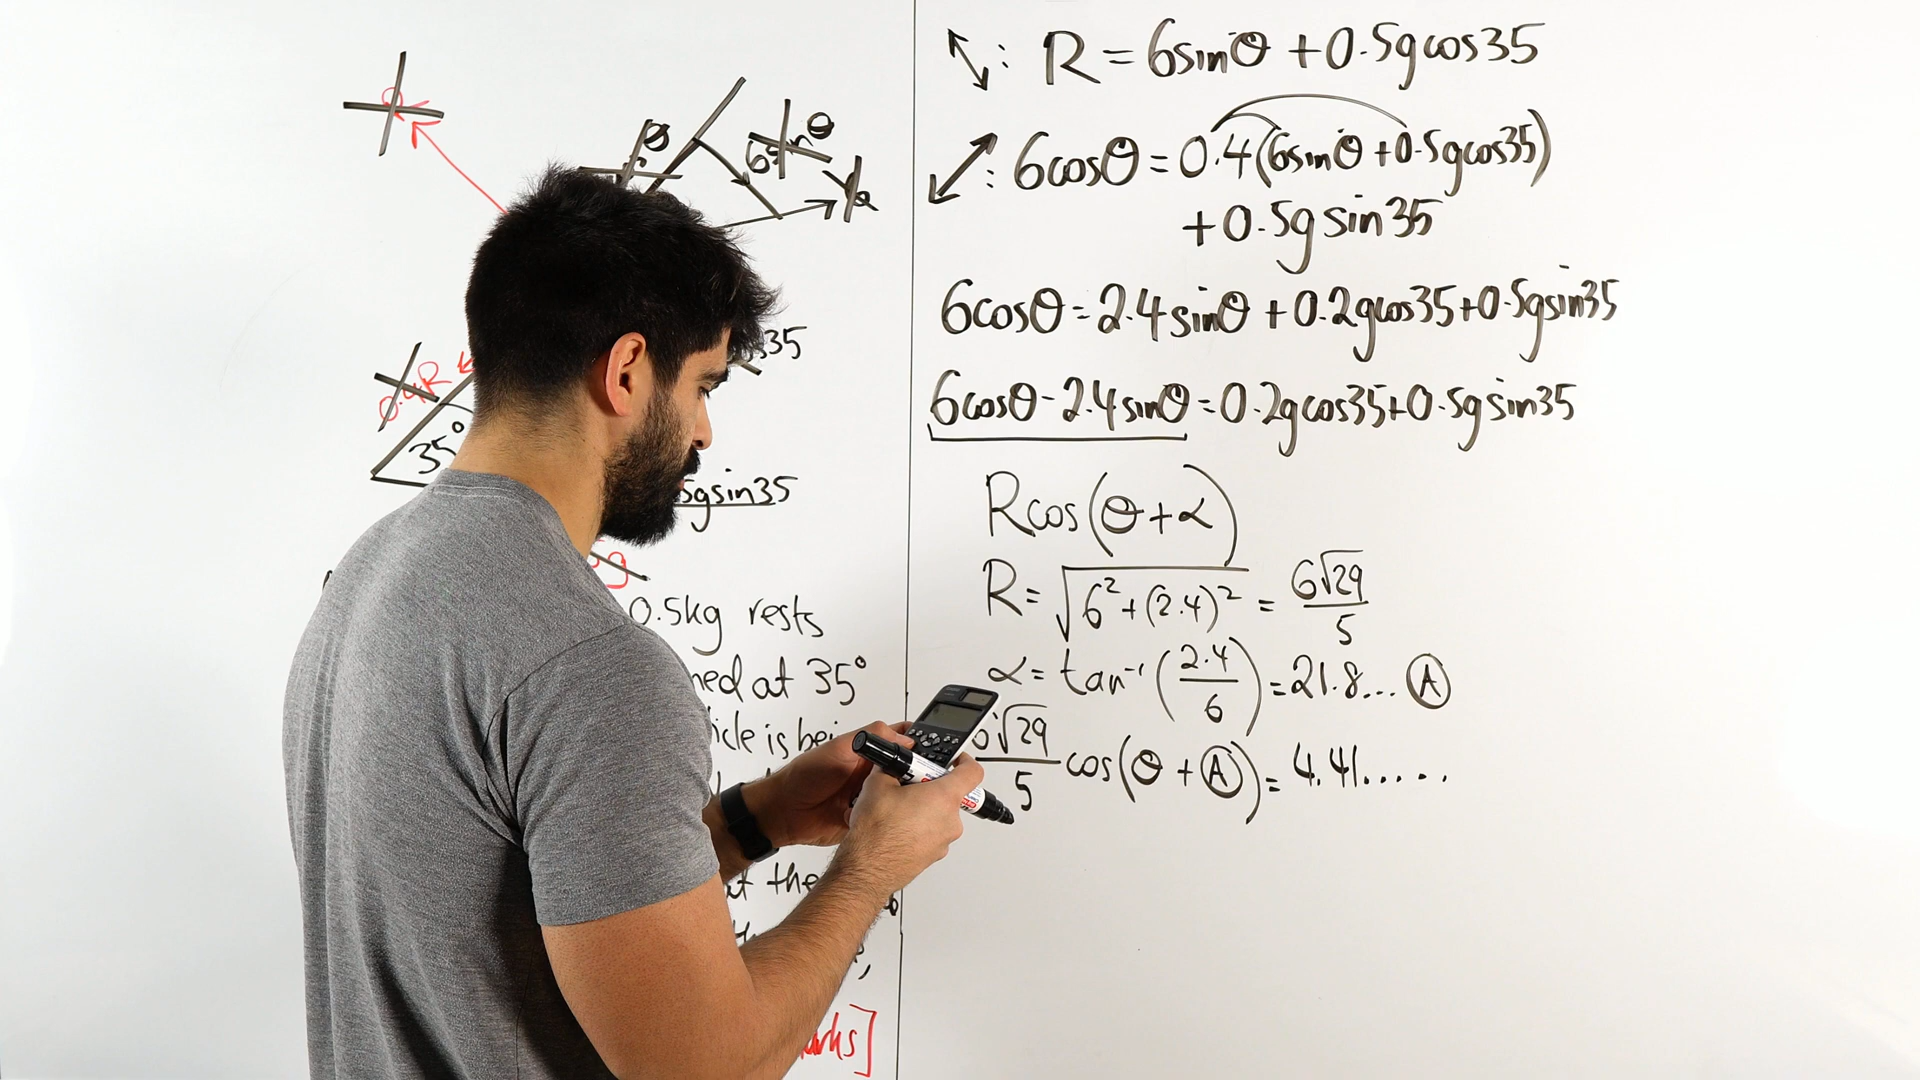 θ
6sinθ
35
0.4R
35°
5gsin35
g
0.5kg rests
at 35°
is
at the
R = 6sinθ + 0.5gcos35
6cosθ = 0.4(6sinθ + 0.5gcos35)
+ 0.5gsin35
6cosθ = 2.4sinθ + 0.2gcos35 + 0.5gsin35
6cosθ - 2.4sinθ = 0.2gcos35 + 0.5gsin35
Rcos(θ+α)
R = √(6² + (2.4)²) = 6√29/5
α = tan⁻¹(2.4/6) = 21.8... Ⓐ
6√29/5 cos(θ + Ⓐ) = 4.41.....